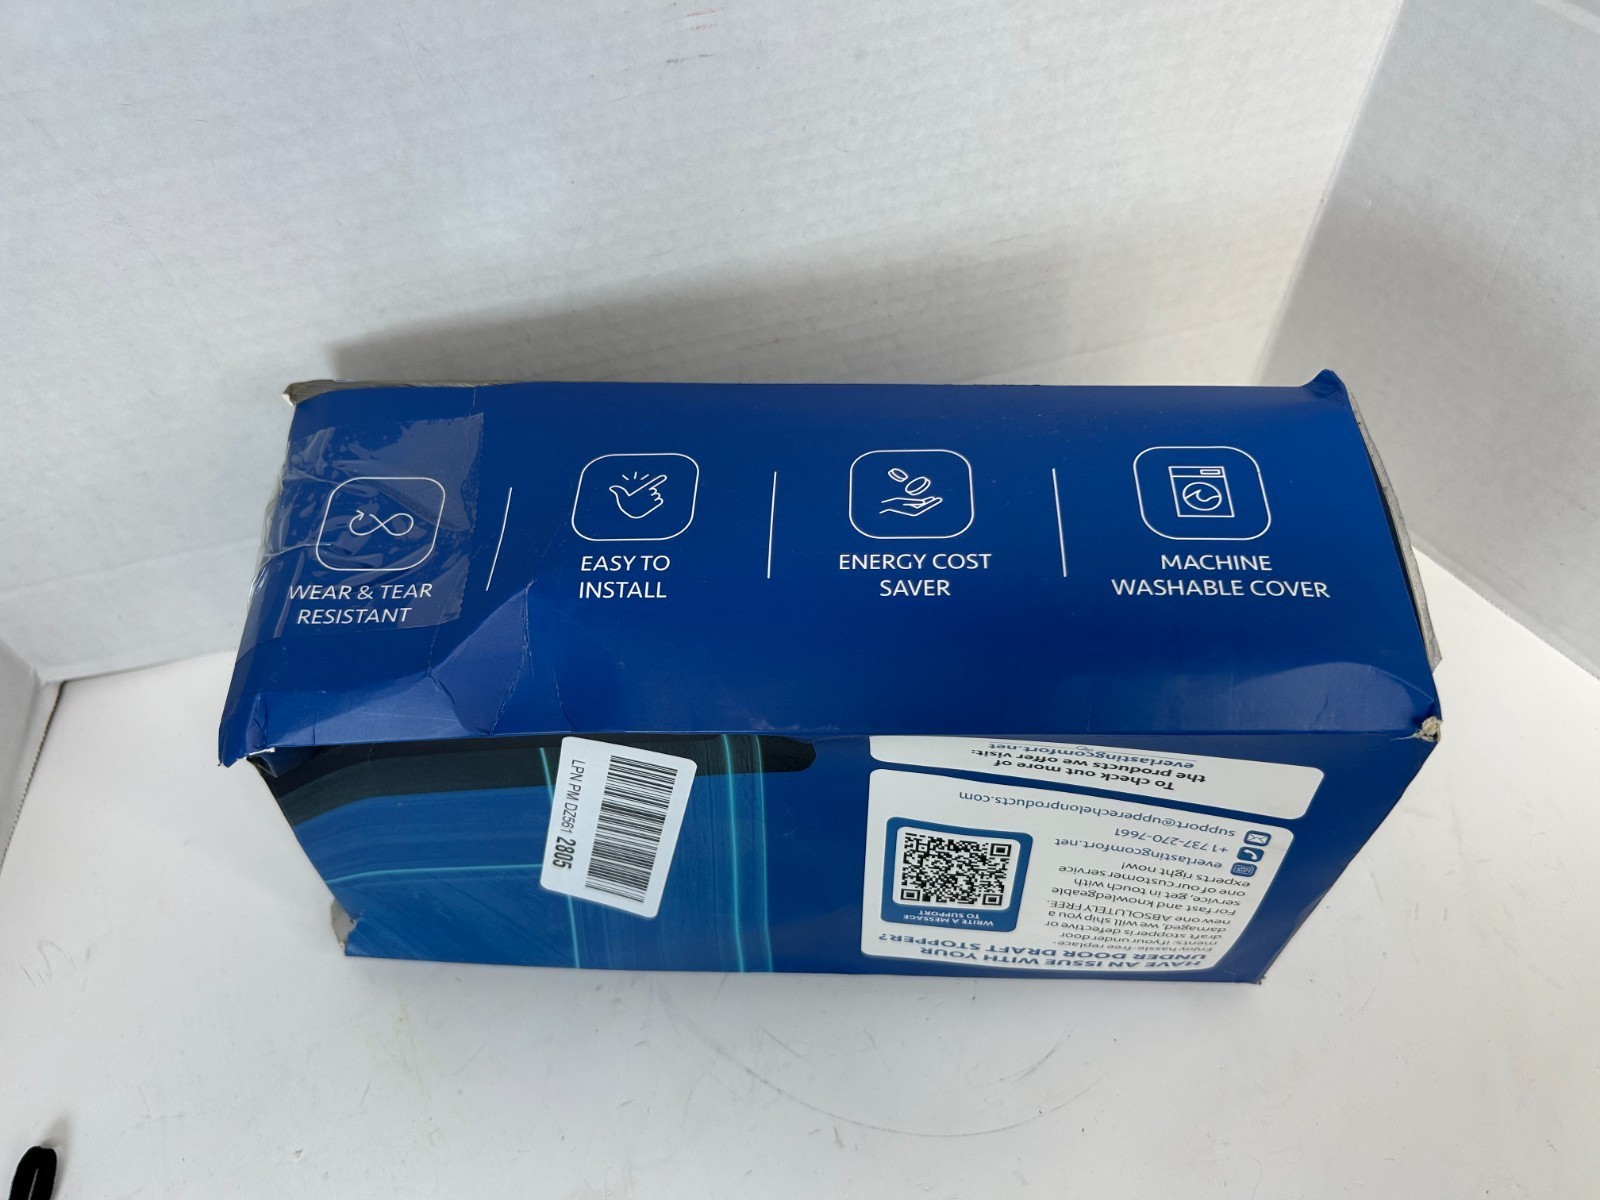 WEAR & TEAR
RESISTANT
EASY TO
INSTALL
ENERGY COST
SAVER
MACHINE
WASHABLE COVER
LPN PM DZ561 2805
To check out more of
the products we offer visit:
everlastingcomfort.net
HAVE AN ISSUE WITH YOUR
UNDER DOOR DRAFT STOPPER?
Enjoy hassle-free replace-
ments: if your under door
draft stopper is defective or
damaged, we will ship you a
new one ABSOLUTELY FREE.
For fast and knowledgeable
service, get in touch with
one of our customer service
experts right now!
everlastingcomfort.net
+1 737-270-7661
support@upperechelonproducts.com
WRITE A MESSAGE
TO SUPPORT